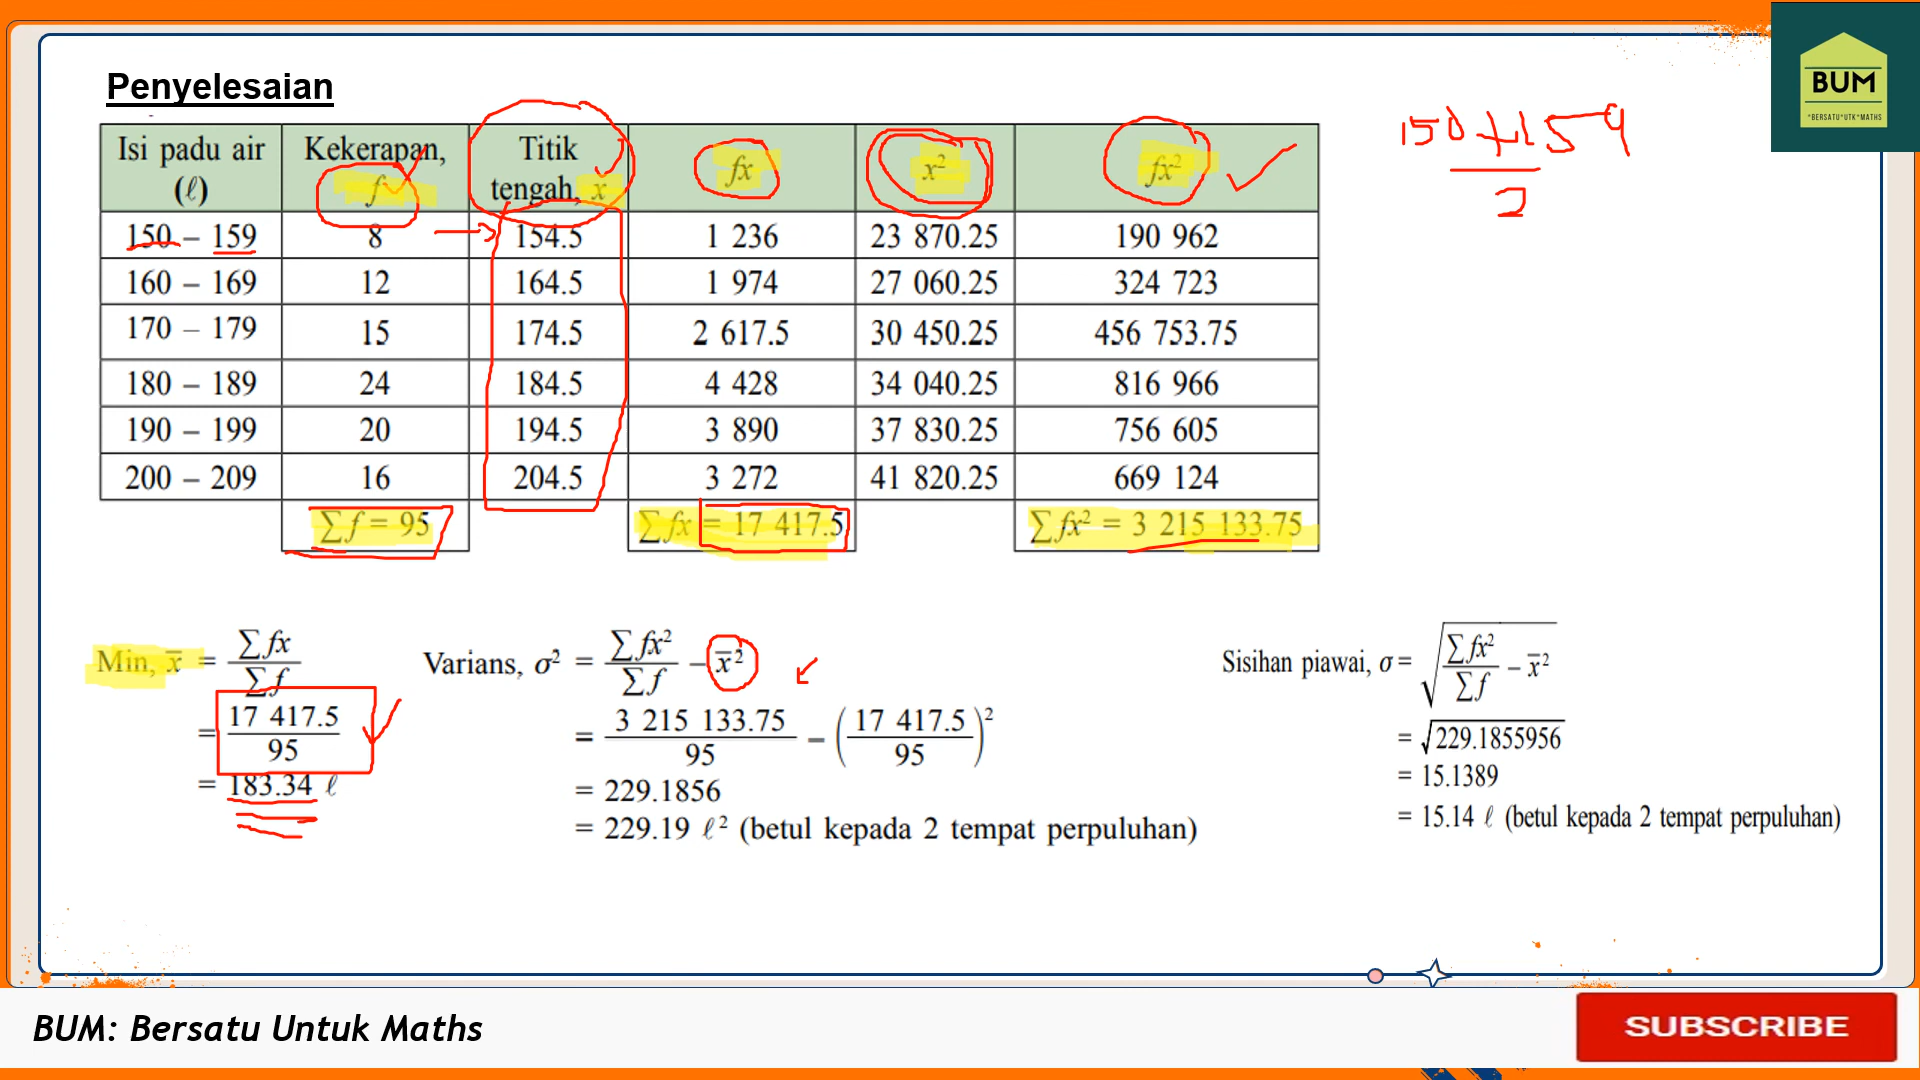 Penyelesaian
BUM
"BERSATU*UTK*MATHS"
150 + 159
2
Isi padu air (ℓ) Kekerapan, f Titik tengah, x fx x² fx²
150 – 159 8 154.5 1 236 23 870.25 190 962
160 – 169 12 164.5 1 974 27 060.25 324 723
170 – 179 15 174.5 2 617.5 30 450.25 456 753.75
180 – 189 24 184.5 4 428 34 040.25 816 966
190 – 199 20 194.5 3 890 37 830.25 756 605
200 – 209 16 204.5 3 272 41 820.25 669 124
∑f = 95 ∑fx = 17 417.5 ∑fx² = 3 215 133.75
Min, x̅ = ∑fx / ∑f
= 17 417.5 / 95
= 183.34 ℓ
Varians, σ² = ∑fx² / ∑f – x̅²
= 3 215 133.75 / 95 – (17 417.5 / 95)²
= 229.1856
= 229.19 ℓ² (betul kepada 2 tempat perpuluhan)
Sisihan piawai, σ = √(∑fx² / ∑f – x̅²)
= √229.1855956
= 15.1389
= 15.14 ℓ (betul kepada 2 tempat perpuluhan)
BUM: Bersatu Untuk Maths
SUBSCRIBE